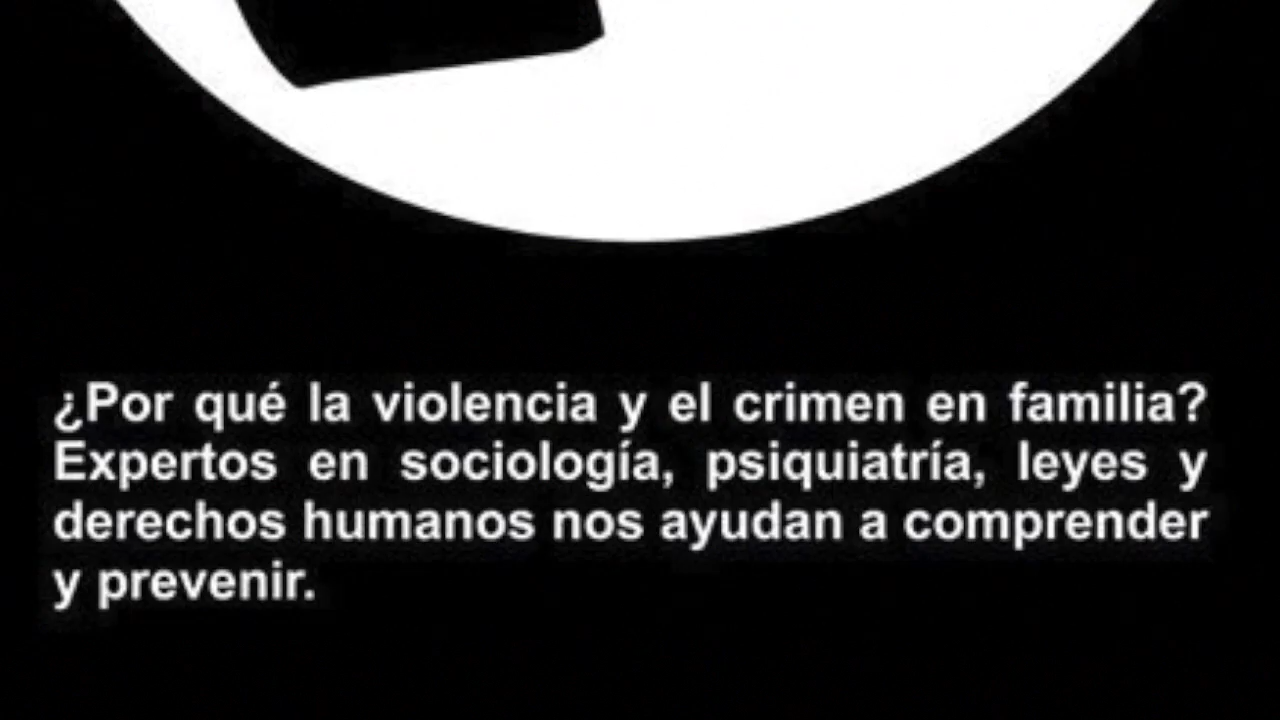 ¿Por qué la violencia y el crimen en familia?
Expertos en sociología, psiquiatría, leyes y
derechos humanos nos ayudan a comprender
y prevenir.